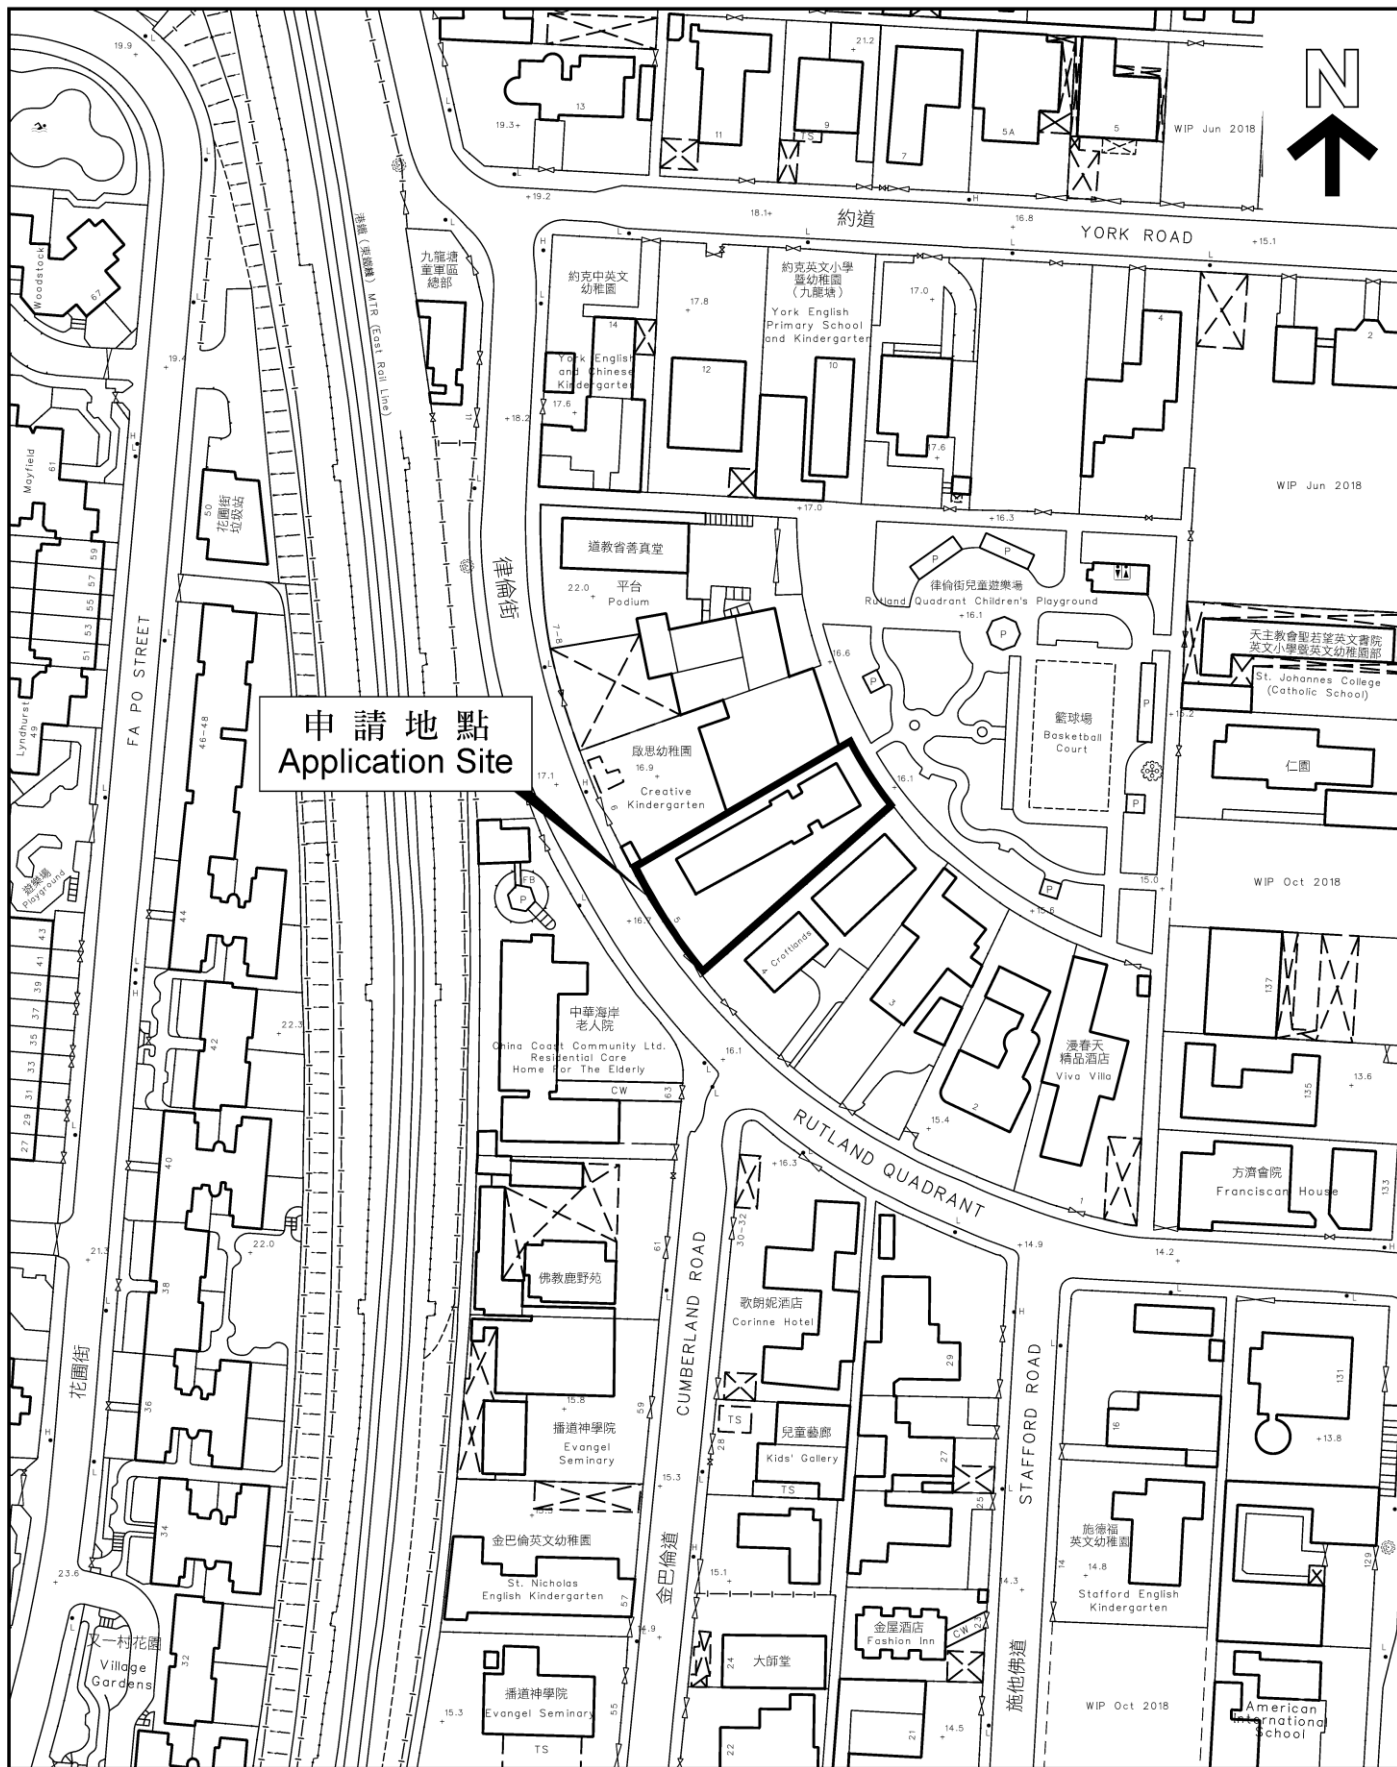 N
19.9
L
13
19.3
11
TS
9
21.2
7
5A
5
WIP Jun 2018
19.2
18.1
約道
H
16.8
YORK ROAD
15.1
Woodstock
67
港鐵（東鐵綫） MTR (East Rail Line)
九龍塘
童軍區
總部
約克中英文
幼稚園
14
York English
and Chinese
Kindergarten
17.6
17.8
12
約克英文小學
暨幼稚園
（九龍塘）
York English
Primary School
and Kindergarten
10
17.0
17.6
4
2
19.4
18.2
11
Mayfield
61
50
花圃街
垃圾站
59
57
55
53
51
FA PO STREET
律倫街
17.0
16.3
WIP Jun 2018
道教省善真堂
22.0
平台
Podium
7-8
P
P
律倫街兒童遊樂場
Rutland Quadrant Children's Playground
16.1
P
16.6
P
天主教會聖若望英文書院
英文小學暨英文幼稚園部
St. Johannes College
(Catholic School)
15.2
Lyndhurst
49
46-48
申請地點
Application Site
17.1
H
啟思幼稚園
16.9
Creative
Kindergarten
6
籃球場
Basketball
Court
P
仁園
16.1
P
遊樂場
Playground
44
FB
P
16.7
5
4 Croftlands
P
15.6
15.0
WIP Oct 2018
43
41
39
37
35
33
31
29
27
42
22.3
中華海岸
老人院
China Coast Community Ltd.
Residential Care
Home For The Elderly
CW
63
16.1
3
2
漫春天
精品酒店
Viva Villa
137
135
13.6
15.4
RUTLAND QUADRANT
16.3
方濟會院
Franciscan House
133
40
21.3
22.0
38
佛教鹿野苑
61
CUMBERLAND ROAD
30-32
14.9
1
14.2
H
歌朗妮酒店
Corinne Hotel
29
STAFFORD ROAD
131
13.8
花圃街
36
15.8
播道神學院
Evangel
Seminary
59
TS
28
兒童藝廊
Kids' Gallery
TS
27
25
16
34
15.3
金巴倫英文幼稚園
St. Nicholas
English Kindergarten
57
金巴倫道
15.1
14.3
施德福
英文幼稚園
14.8
Stafford English
Kindergarten
14
129
23.6
又一村花園
Village
Gardens
32
14.9
播道神學院
Evangel Seminary
TS
15.3
55
24
大師堂
22
金屋酒店
Fashion Inn
CW
23
21
14.5
施他佛道
WIP Oct 2018
American
International
School